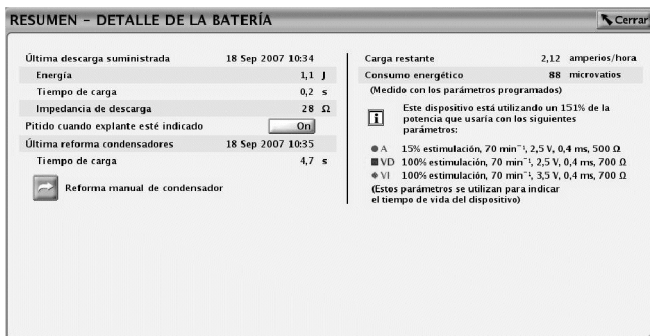 RESUMEN - DETALLE DE LA BATERÍA
Cerrar
Última descarga suministrada 18 Sep 2007 10:34
Energía 1,1 J
Tiempo de carga 0,2 s
Impedancia de descarga 28 Ω
Pitido cuando explante esté indicado On
Última reforma condensadores 18 Sep 2007 10:35
Tiempo de carga 4,7 s
Reforma manual de condensador
Carga restante 2,12 amperios/hora
Consumo energético 88 microvatios
(Medido con los parámetros programados)
Este dispositivo está utilizando un 151% de la
potencia que usaría con los siguientes
parámetros:
A 15% estimulación, 70 min⁻¹, 2,5 V, 0,4 ms, 500 Ω
VD 100% estimulación, 70 min⁻¹, 2,5 V, 0,4 ms, 700 Ω
VI 100% estimulación, 70 min⁻¹, 3,5 V, 0,4 ms, 700 Ω
(Estos parámetros se utilizan para indicar
el tiempo de vida del dispositivo)